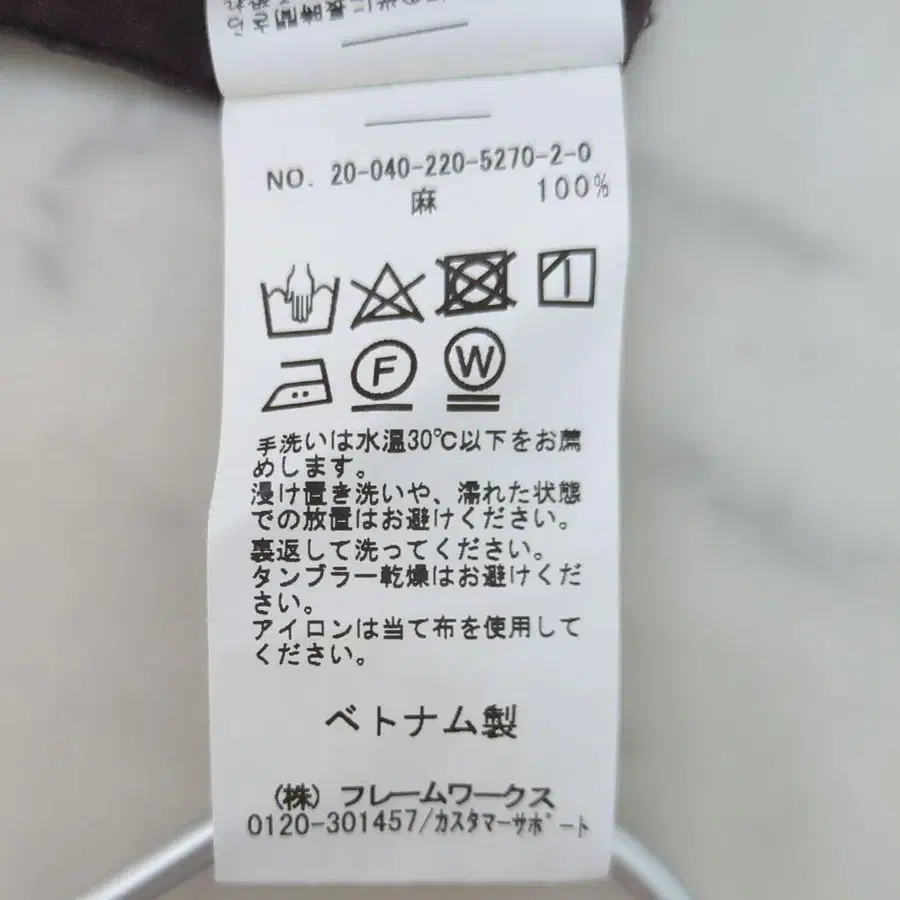 NO. 20-040-220-5270-2-0
麻 100%
F W
手洗いは水温30℃以下をお薦
めします。
浸け置き洗いや、濡れた状態
での放置はお避けください。
裏返して洗ってください。
タンブラー乾燥はお避けくだ
さい。
アイロンは当て布を使用して
ください。
ベトナム製
(株) フレームワークス
0120-301457/カスタマーサポート